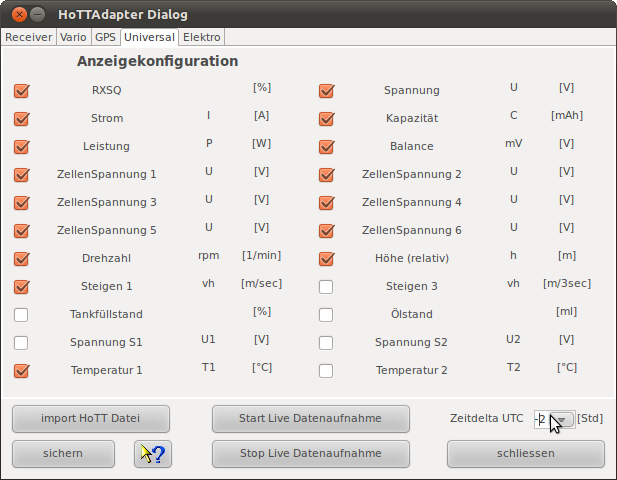 HoTTAdapter Dialog
Receiver Vario GPS Universal Elektro
Anzeigekonfiguration
RXSQ [%] Spannung U [V]
Strom I [A] Kapazität C [mAh]
Leistung P [W] Balance mV [V]
ZellenSpannung 1 U [V] ZellenSpannung 2 U [V]
ZellenSpannung 3 U [V] ZellenSpannung 4 U [V]
ZellenSpannung 5 U [V] ZellenSpannung 6 U [V]
Drehzahl rpm [1/min] Höhe (relativ) h [m]
Steigen 1 vh [m/sec] Steigen 3 vh [m/3sec]
Tankfüllstand [%] Ölstand [ml]
Spannung S1 U1 [V] Spannung S2 U2 [V]
Temperatur 1 T1 [°C] Temperatur 2 T2 [°C]
import HoTT Datei Start Live Datenaufnahme Zeitdelta UTC -2 [Std]
sichern ? Stop Live Datenaufnahme schliessen